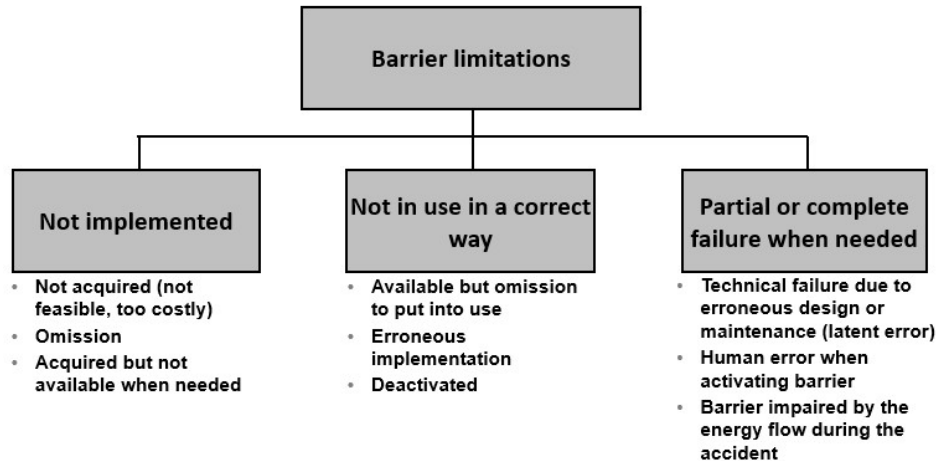 Barrier limitations
Not implemented
• Not acquired (not
feasible, too costly)
• Omission
• Acquired but not
available when needed
Not in use in a correct
way
• Available but omission
to put into use
• Erroneous
implementation
• Deactivated
Partial or complete
failure when needed
• Technical failure due to
erroneous design or
maintenance (latent error)
• Human error when
activating barrier
• Barrier impaired by the
energy flow during the
accident